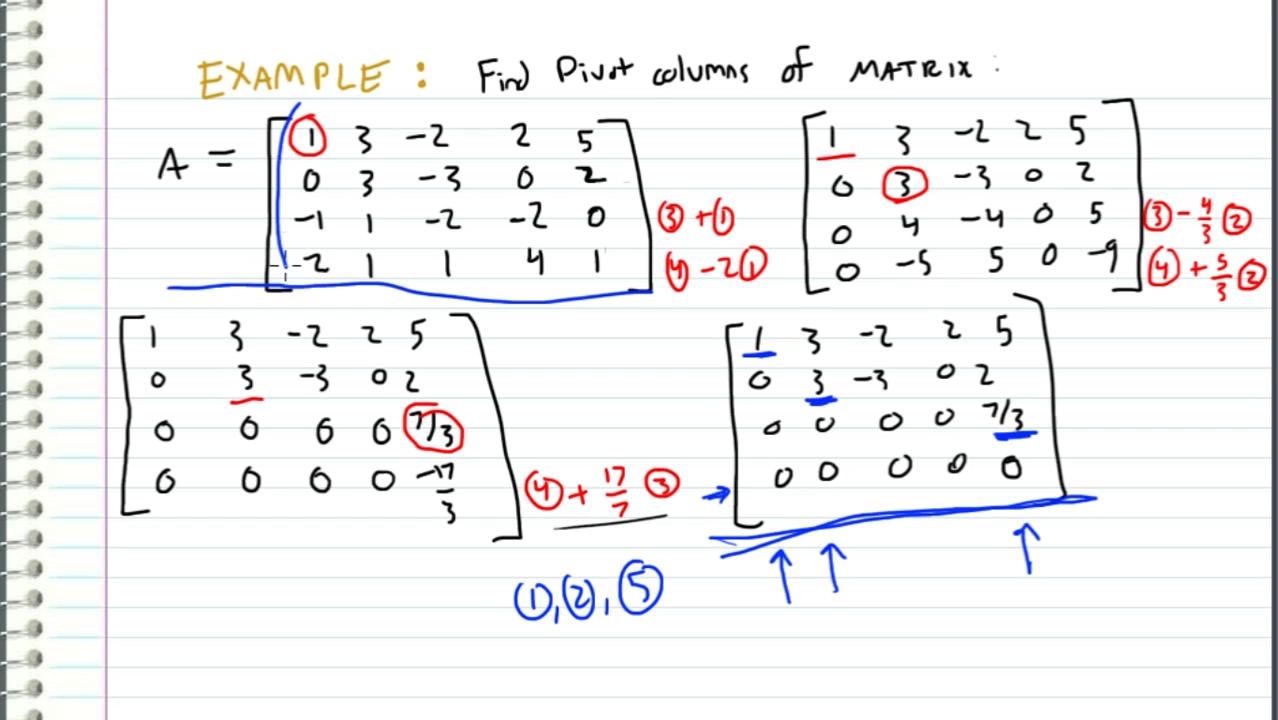 EXAMPLE : Find Pivot columns of MATRIX :
A = [ 1 3 -2 2 5
0 3 -3 0 2
-1 1 -2 -2 0
2 1 1 4 1 ]
③ + ①
④ - 2①
[ 1 3 -2 2 5
0 3 -3 0 2
0 4 -4 0 5
0 -5 5 0 -9 ]
③ - 4/3 ②
④ + 5/3 ②
[ 1 3 -2 2 5
0 3 -3 0 2
0 0 0 0 7/3
0 0 0 0 -17/3 ]
④ + 17/7 ③
[ 1 3 -2 2 5
0 3 -3 0 2
0 0 0 0 7/3
0 0 0 0 0 ]
①, ②, ⑤